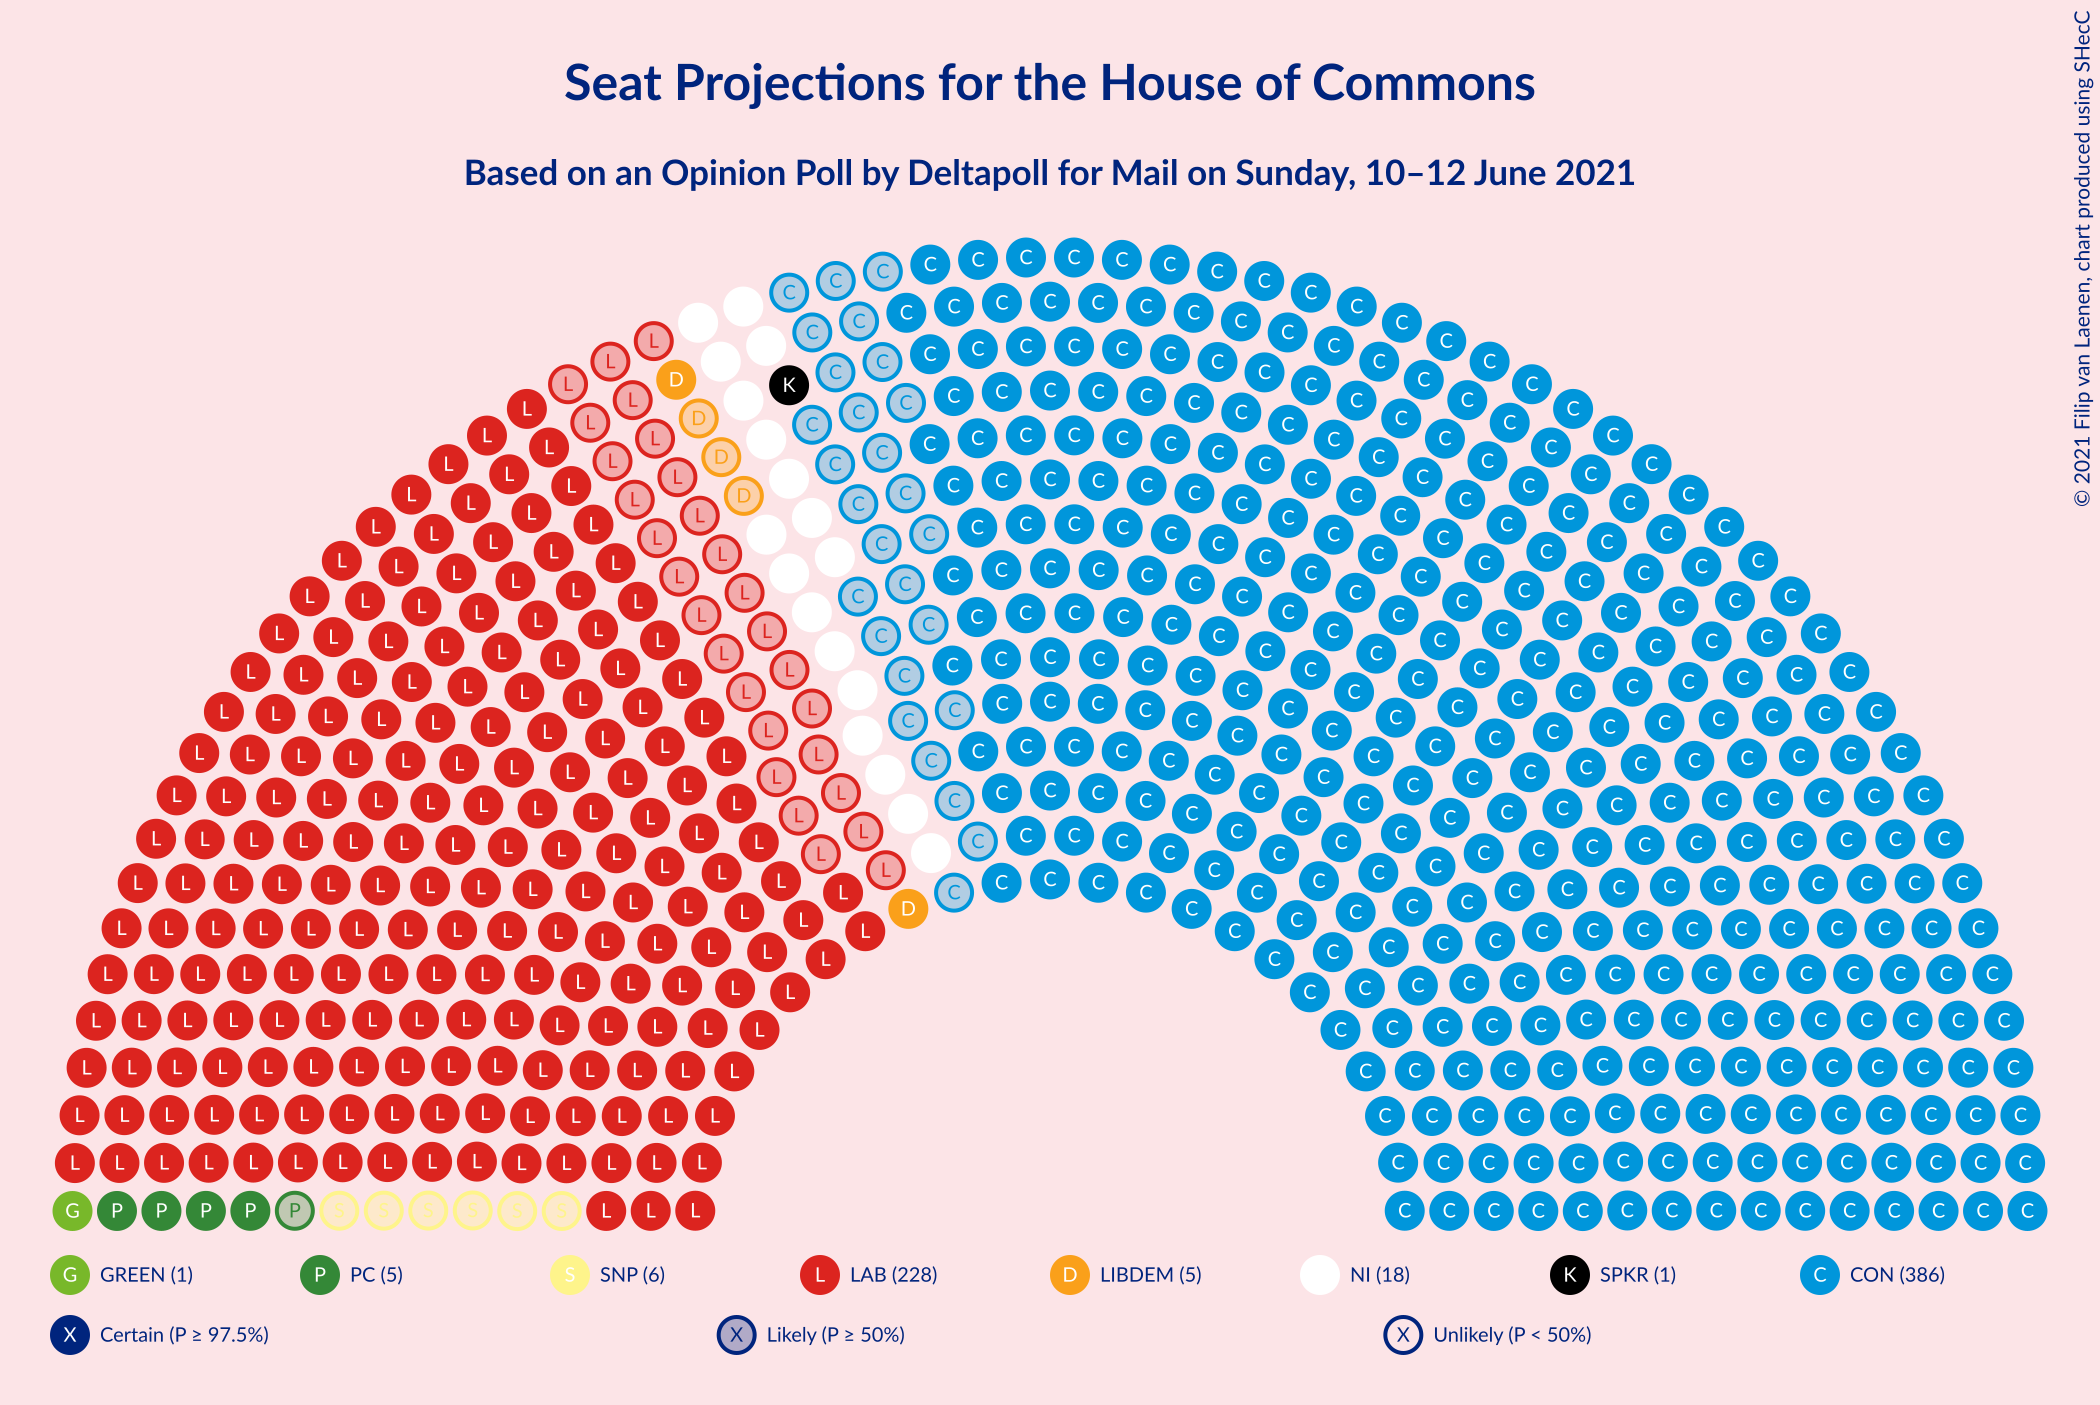 Seat Projections for the House of Commons
Based on an Opinion Poll by Deltapoll for Mail on Sunday, 10–12 June 2021
© 2021 Filip van Laenen, chart produced using SHecC
G GREEN (1) P PC (5) S SNP (6) L LAB (228) D LIBDEM (5) NI (18) K SPKR (1) C CON (386)
X Certain (P ≥ 97.5%) X Likely (P ≥ 50%) X Unlikely (P < 50%)